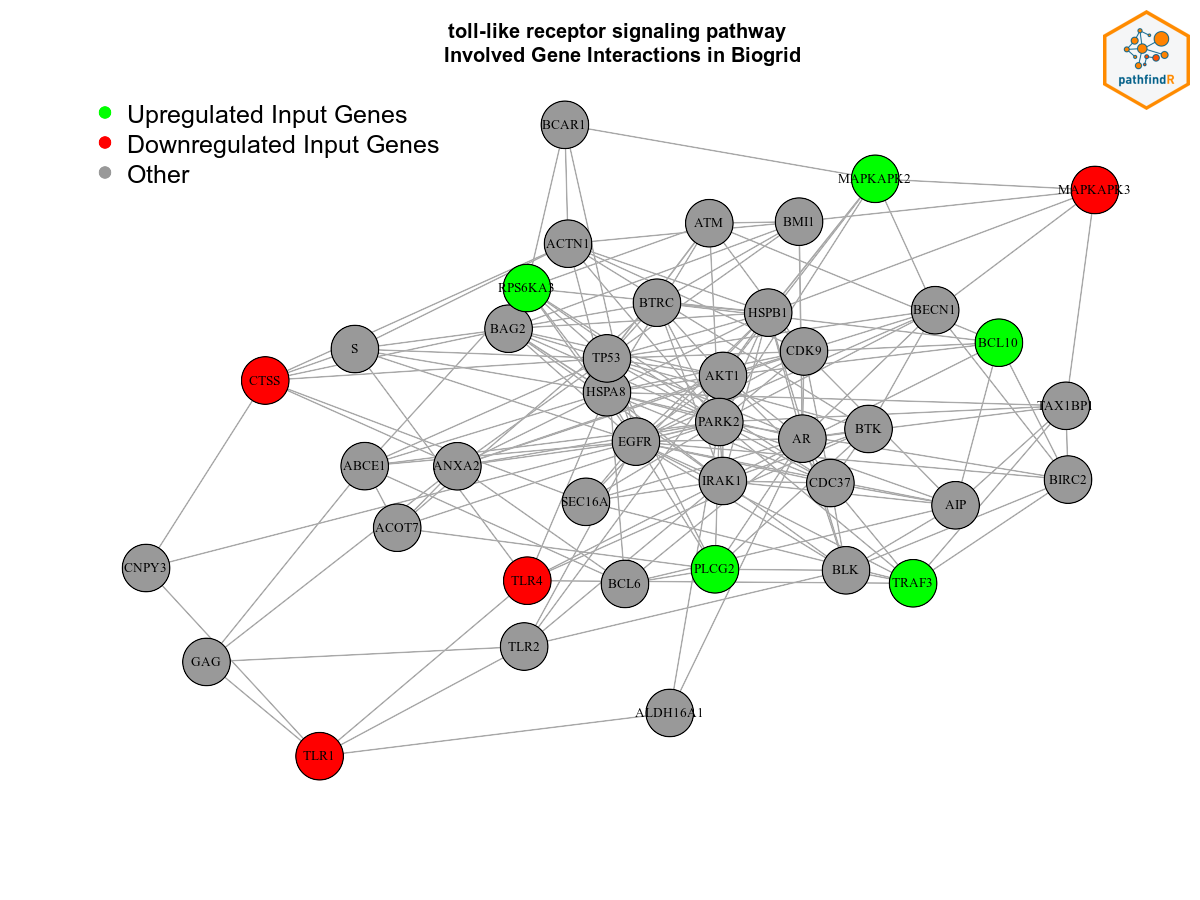 toll-like receptor signaling pathway
Involved Gene Interactions in Biogrid
pathfindR
Upregulated Input Genes
Downregulated Input Genes
Other
BCAR1
MAPKAPK2
MAPKAPK3
ATM
BMI1
ACTN1
RPS6KA3
BTRC
HSPB1
BECN1
BAG2
BCL10
S
TP53
CDK9
CTSS
AKT1
HSPA8
TAX1BP1
PARK2
EGFR
AR
BTK
ABCE1
ANXA2
IRAK1
CDC37
BIRC2
SEC16A
AIP
ACOT7
CNPY3
TLR4
BCL6
PLCG2
BLK
TRAF3
TLR2
GAG
ALDH16A1
TLR1